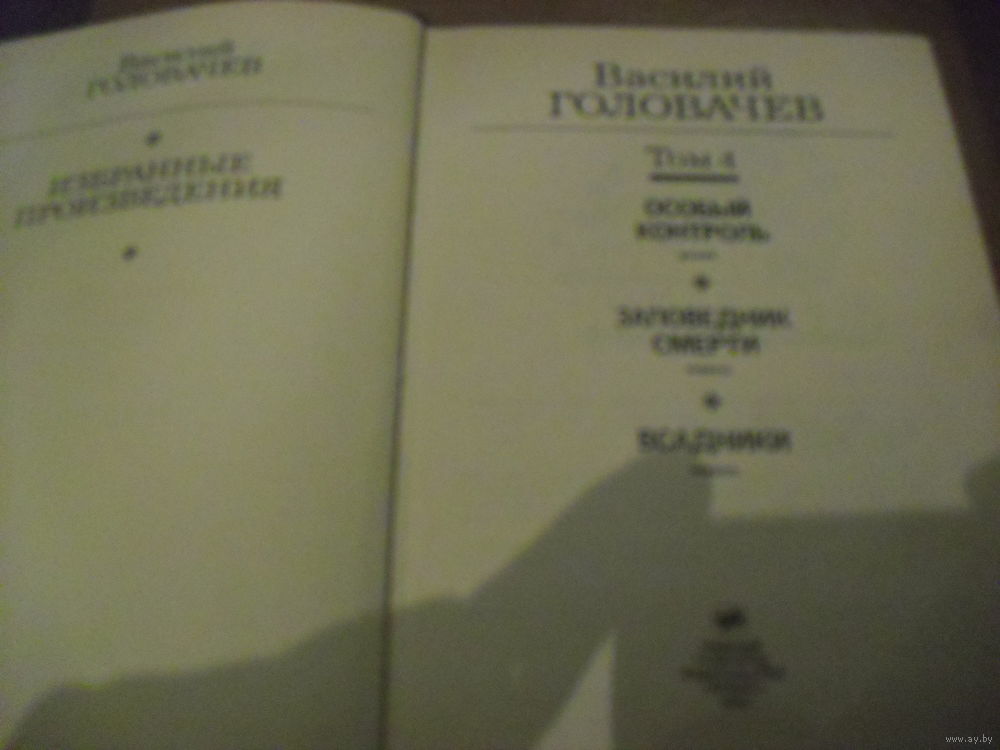 Василий
ГОЛОВАЧЕВ
ИЗБРАННЫЕ
ПРОИЗВЕДЕНИЯ
Василий
ГОЛОВАЧЕВ
Том 4
ОСОБЫЙ
КОНТРОЛЬ
ЗАПОВЕДНИК
СМЕРТИ
ВСАДНИКИ
www.ay.by